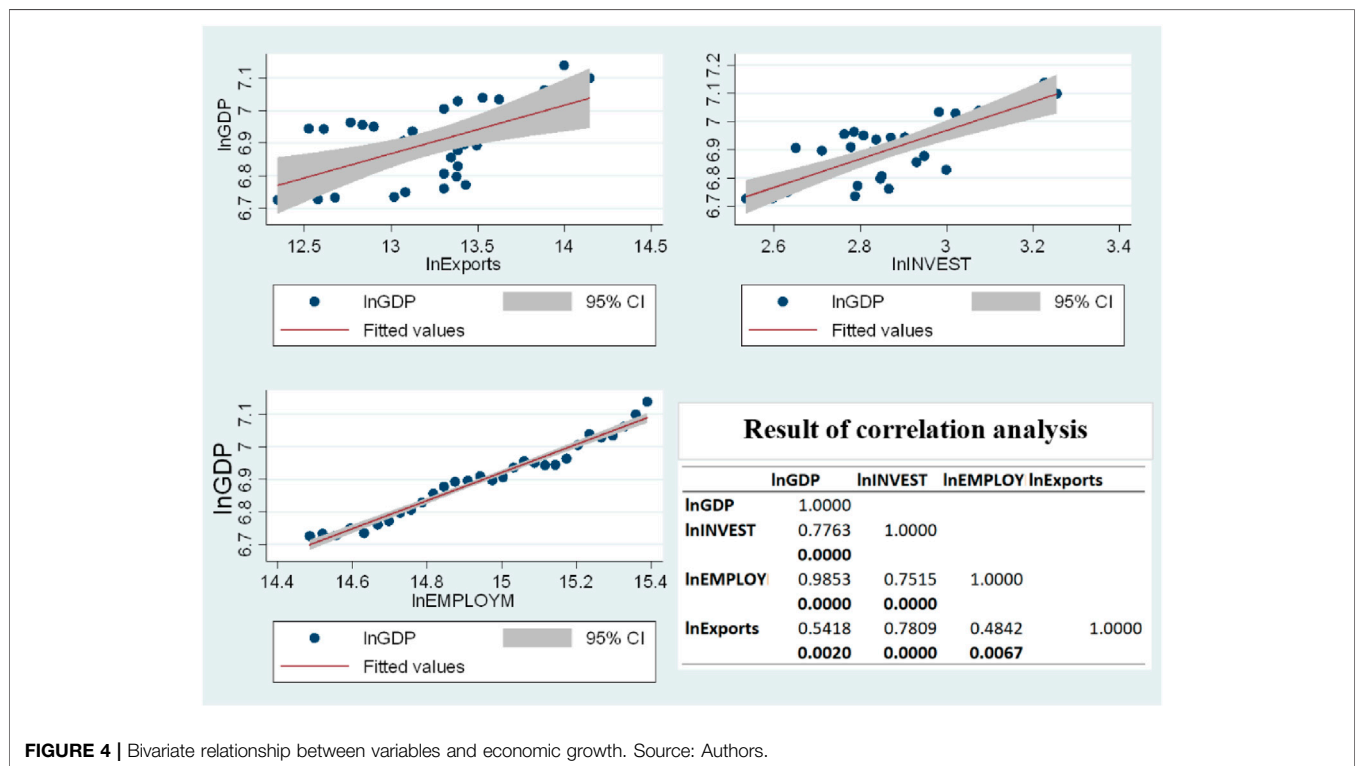 lnGDP
7.1
7
6.9
6.8
6.7
12.5 13 13.5 14 14.5
lnExports
lnGDP 95% CI
Fitted values
7.2
7.1
7
6.9
6.8
6.7
2.6 2.8 3 3.2 3.4
lnINVEST
lnGDP 95% CI
Fitted values
lnGDP
7.1
7
6.9
6.8
6.7
14.4 14.6 14.8 15 15.2 15.4
lnEMPLOYM
lnGDP 95% CI
Fitted values
Result of correlation analysis
lnGDP lnINVEST lnEMPLOY lnExports
lnGDP 1.0000
lnINVEST 0.7763 1.0000
0.0000
lnEMPLOY 0.9853 0.7515 1.0000
0.0000 0.0000
lnExports 0.5418 0.7809 0.4842 1.0000
0.0020 0.0000 0.0067
FIGURE 4 | Bivariate relationship between variables and economic growth. Source: Authors.